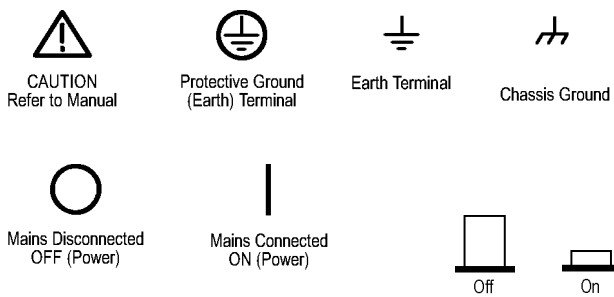 CAUTION
Refer to Manual
Protective Ground
(Earth) Terminal
Earth Terminal
Chassis Ground
Mains Disconnected
OFF (Power)
Mains Connected
ON (Power)
Off
On